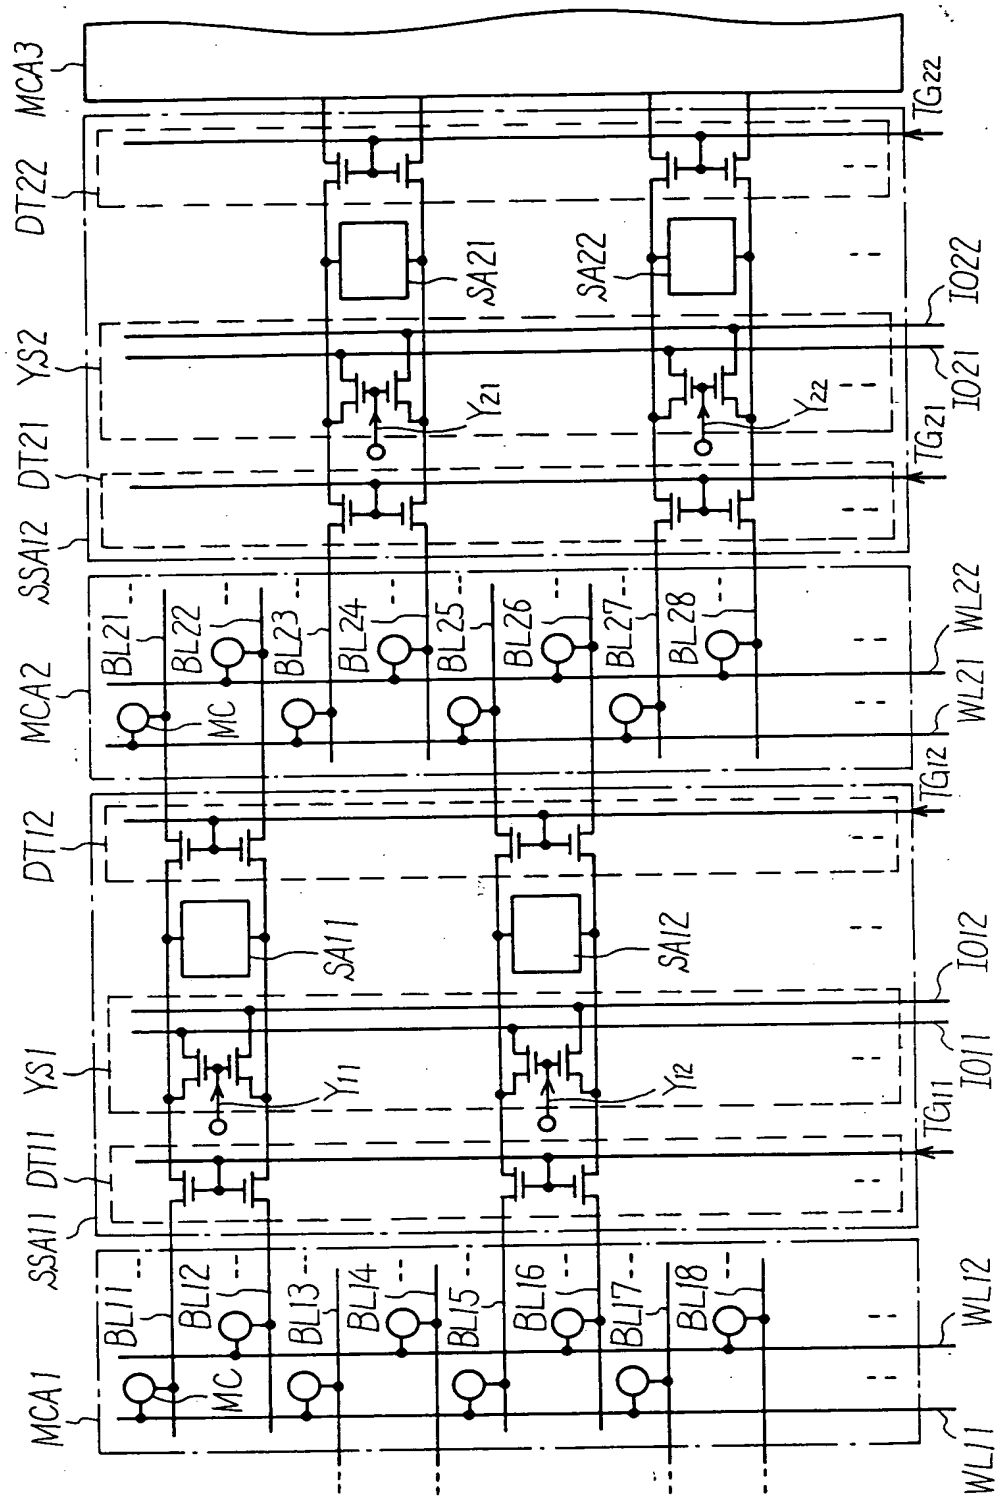 MCA1
SSA11
DT11
YS1
DT12
MCA2
SSA12
DT21
YS2
DT22
MCA3
BL11
BL12
BL13
BL14
BL15
BL16
BL17
BL18
MC
WL11
WL12
Y11
Y12
SA11
SA12
TG11
IO11
IO12
TG12
BL21
BL22
BL23
BL24
BL25
BL26
BL27
BL28
MC
WL21
WL22
Y21
Y22
SA21
SA22
TG21
IO21
IO22
TG22